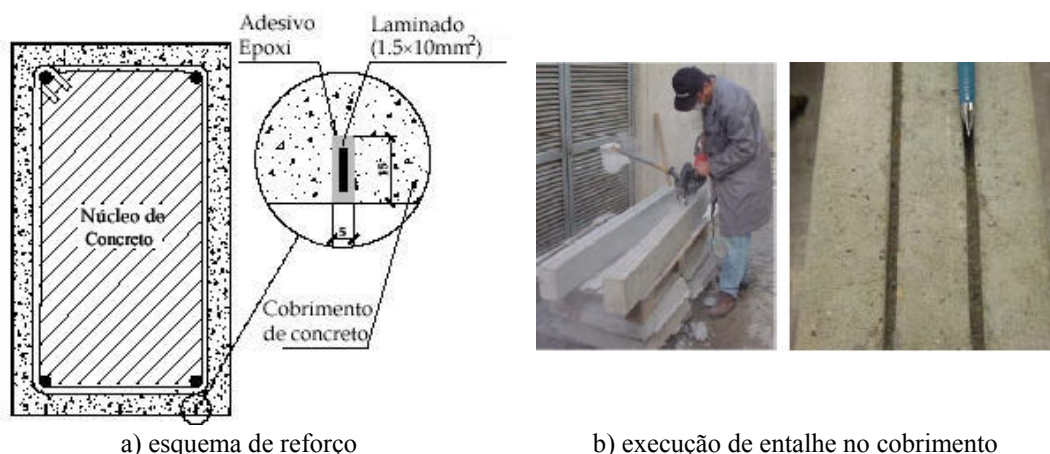 Adesivo
Epoxi
Laminado
(1.5×10mm²)
15
5
Núcleo de
Concreto
Cobrimento
de concreto
a) esquema de reforço
b) execução de entalhe no cobrimento